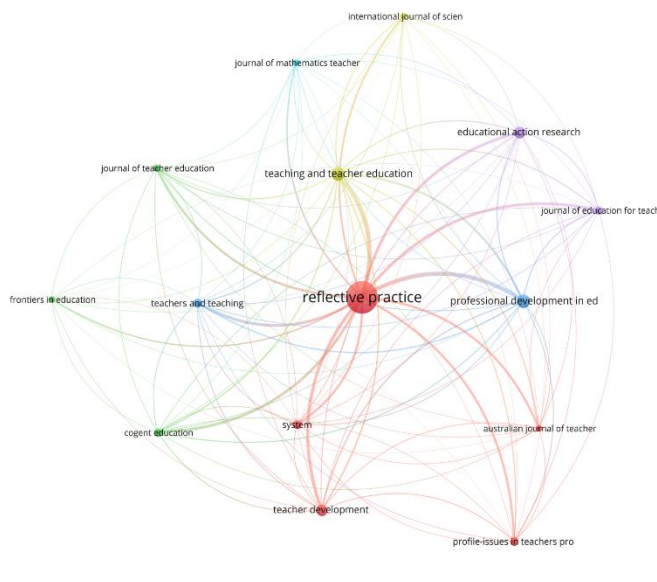 international journal of scien
journal of mathematics teacher
educational action research
journal of teacher education
teaching and teacher education
journal of education for teach
reflective practice
frontiers in education
teachers and teaching
professional development in ed
cogent education
system
australian journal of teacher
teacher development
profile-issues in teachers pro